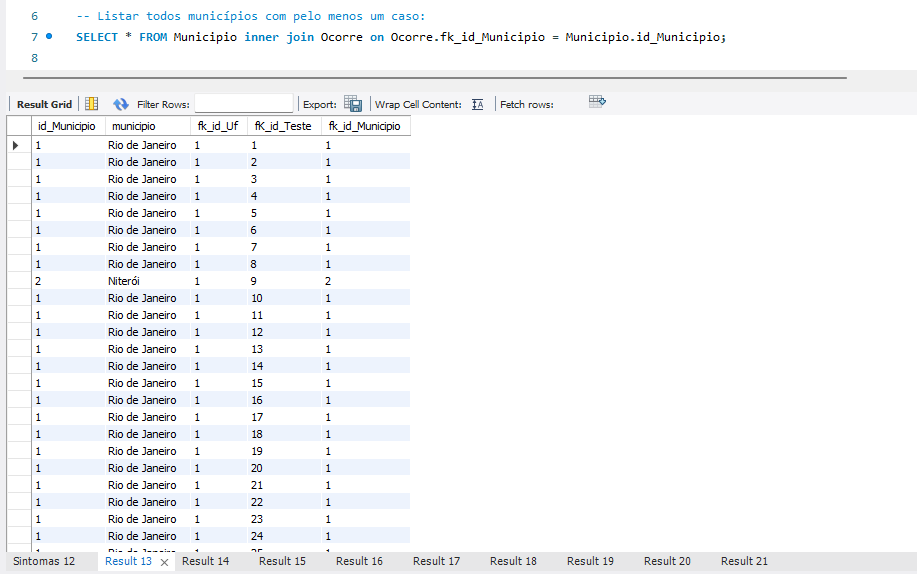 6 -- Listar todos municípios com pelo menos um caso:
7 SELECT * FROM Municipio inner join Ocorre on Ocorre.fk_id_Municipio = Municipio.id_Municipio;
8
Result Grid Filter Rows: Export: Wrap Cell Content: IA Fetch rows:
id_Municipio municipio fk_id_Uf fK_id_Teste fk_id_Municipio
1 Rio de Janeiro 1 1 1
1 Rio de Janeiro 1 2 1
1 Rio de Janeiro 1 3 1
1 Rio de Janeiro 1 4 1
1 Rio de Janeiro 1 5 1
1 Rio de Janeiro 1 6 1
1 Rio de Janeiro 1 7 1
1 Rio de Janeiro 1 8 1
2 Niterói 1 9 2
1 Rio de Janeiro 1 10 1
1 Rio de Janeiro 1 11 1
1 Rio de Janeiro 1 12 1
1 Rio de Janeiro 1 13 1
1 Rio de Janeiro 1 14 1
1 Rio de Janeiro 1 15 1
1 Rio de Janeiro 1 16 1
1 Rio de Janeiro 1 17 1
1 Rio de Janeiro 1 18 1
1 Rio de Janeiro 1 19 1
1 Rio de Janeiro 1 20 1
1 Rio de Janeiro 1 21 1
1 Rio de Janeiro 1 22 1
1 Rio de Janeiro 1 23 1
1 Rio de Janeiro 1 24 1
Sintomas 12 Result 13 Result 14 Result 15 Result 16 Result 17 Result 18 Result 19 Result 20 Result 21